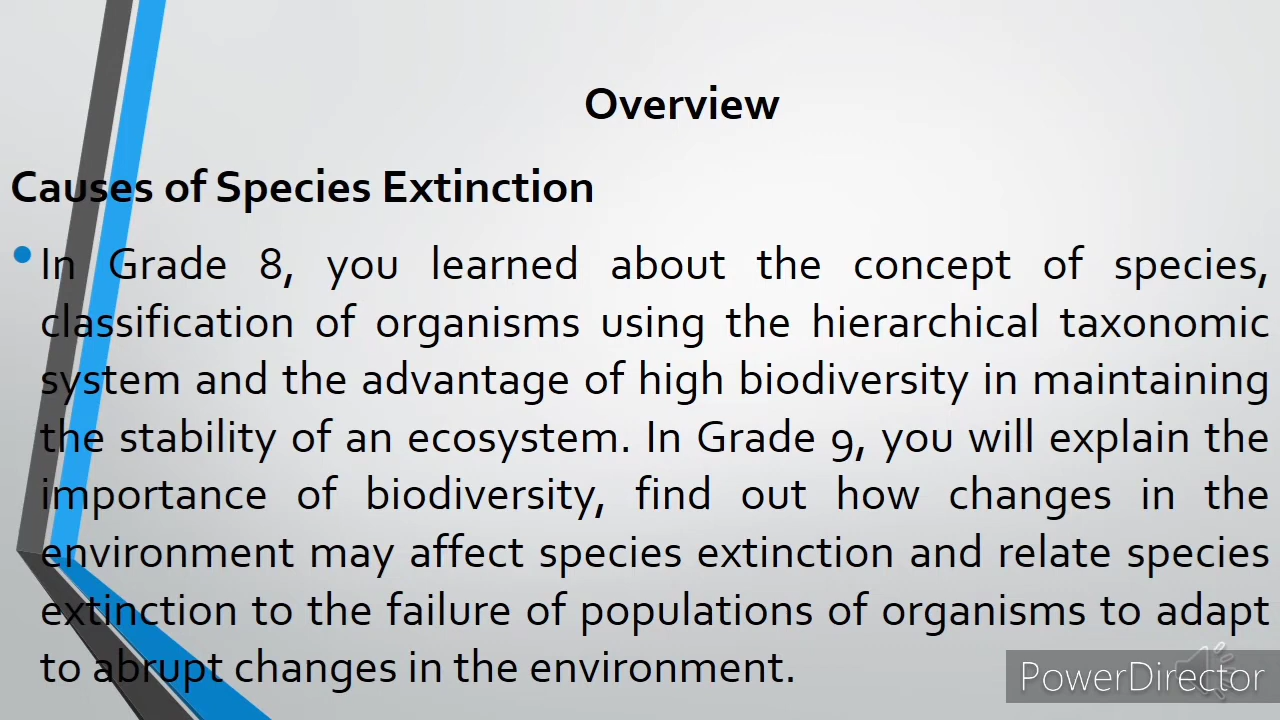 Overview
Causes of Species Extinction
• In Grade 8, you learned about the concept of species,
classification of organisms using the hierarchical taxonomic
system and the advantage of high biodiversity in maintaining
the stability of an ecosystem. In Grade 9, you will explain the
importance of biodiversity, find out how changes in the
environment may affect species extinction and relate species
extinction to the failure of populations of organisms to adapt
to abrupt changes in the environment.
PowerDirector